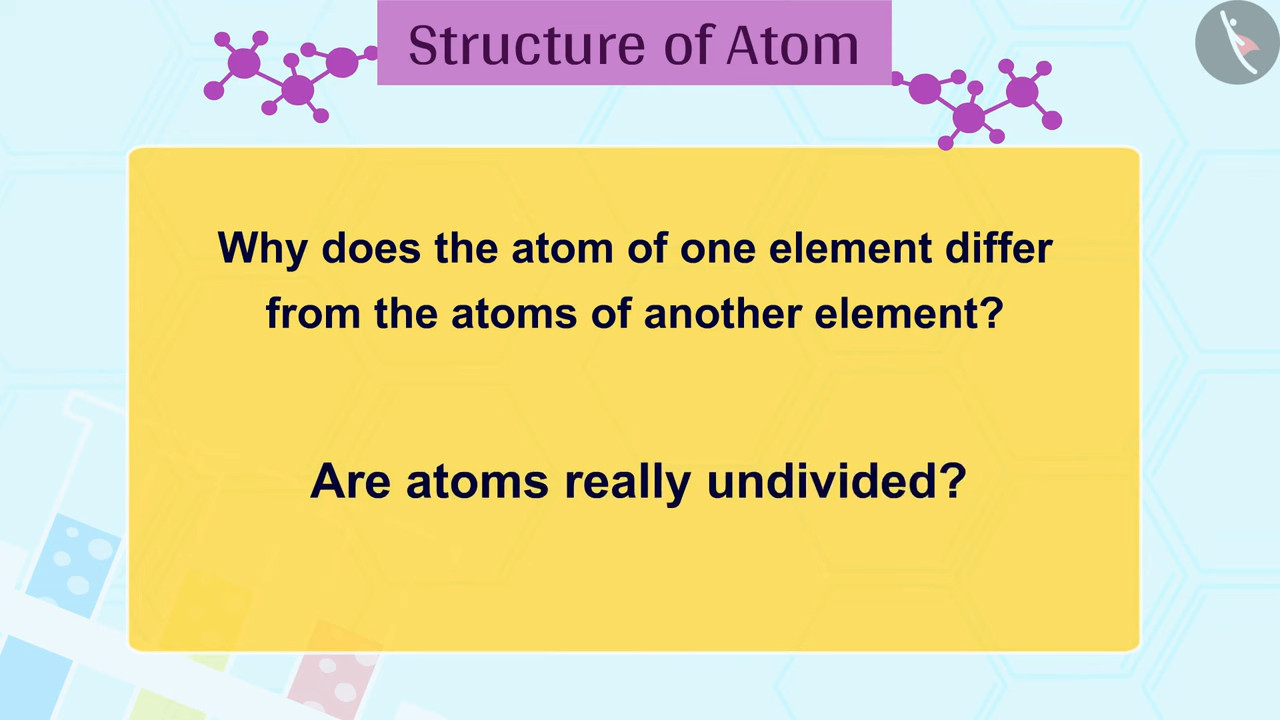 Structure of Atom
Why does the atom of one element differ
from the atoms of another element?
Are atoms really undivided?